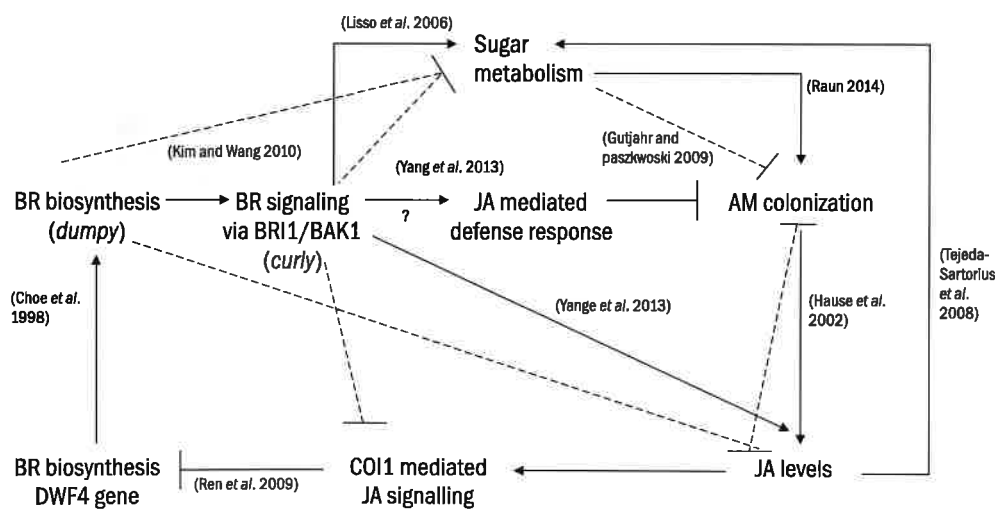 (Lisso et al. 2006)
Sugar
metabolism
(Raun 2014)
(Kim and Wang 2010)
(Gutjahr and
paszkwoski 2009)
(Yang et al. 2013)
BR biosynthesis
(dumpy)
BR signaling
via BRI1/BAK1
(curly)
?
JA mediated
defense response
AM colonization
(Tejeda-
Sartorius
et al.
2008)
(Choe et al.
1998)
(Yange et al. 2013)
(Hause et al.
2002)
BR biosynthesis
DWF4 gene
(Ren et al. 2009)
COI1 mediated
JA signalling
JA levels